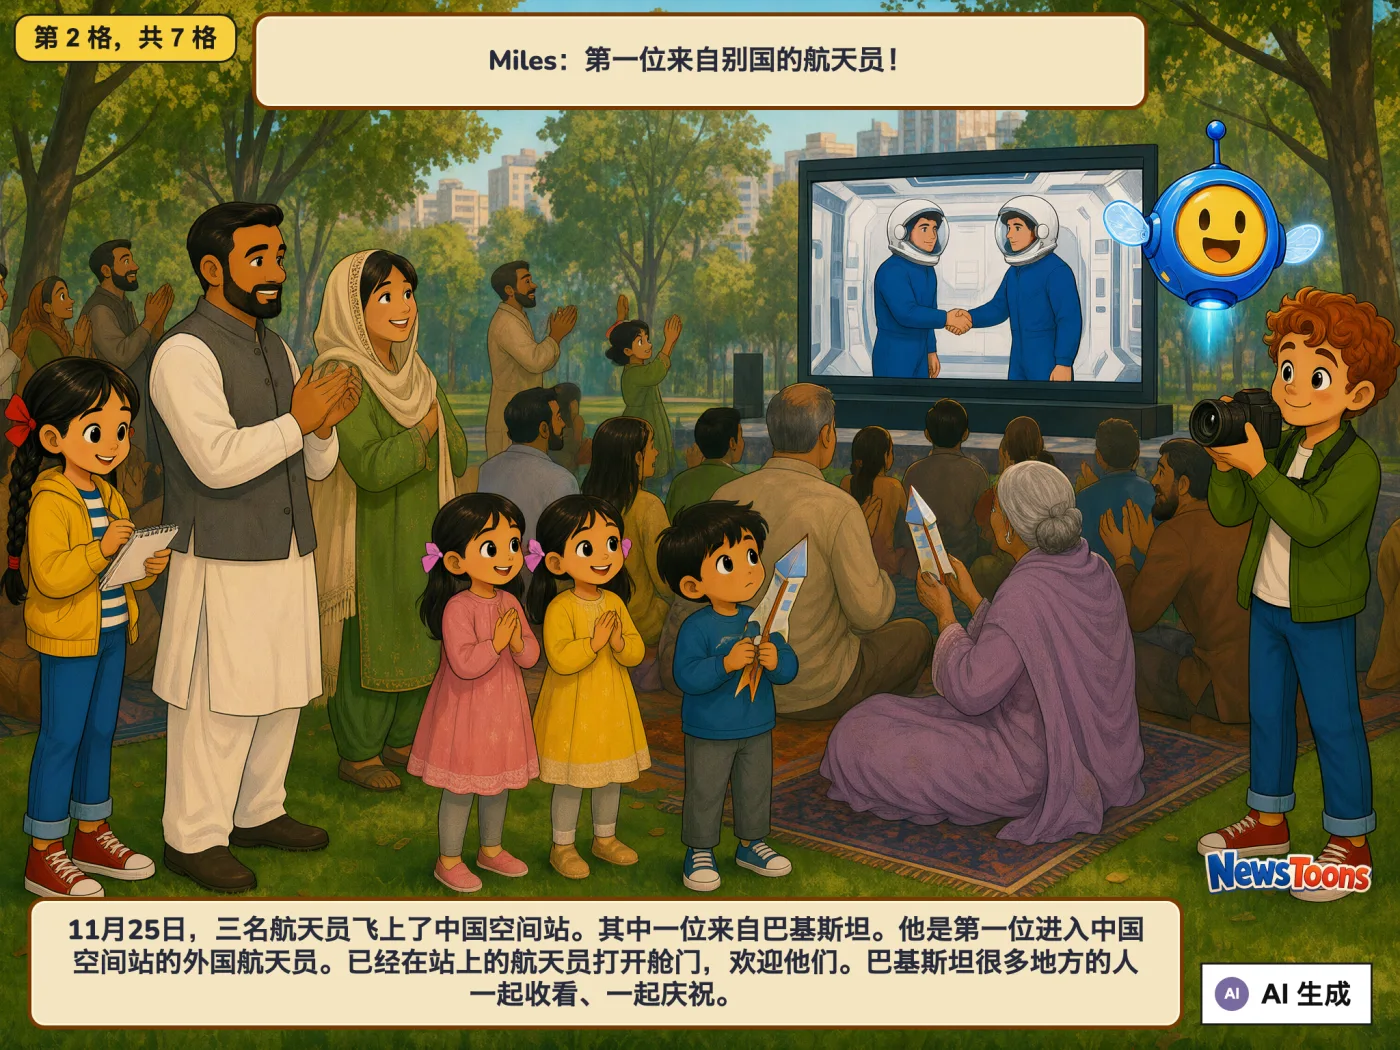 第 2 格，共 7 格
Miles：第一位来自别国的航天员！
NewsToons
11月25日，三名航天员飞上了中国空间站。其中一位来自巴基斯坦。他是第一位进入中国
空间站的外国航天员。已经在站上的航天员打开舱门，欢迎他们。巴基斯坦很多地方的人
一起收看、一起庆祝。
AI AI 生成